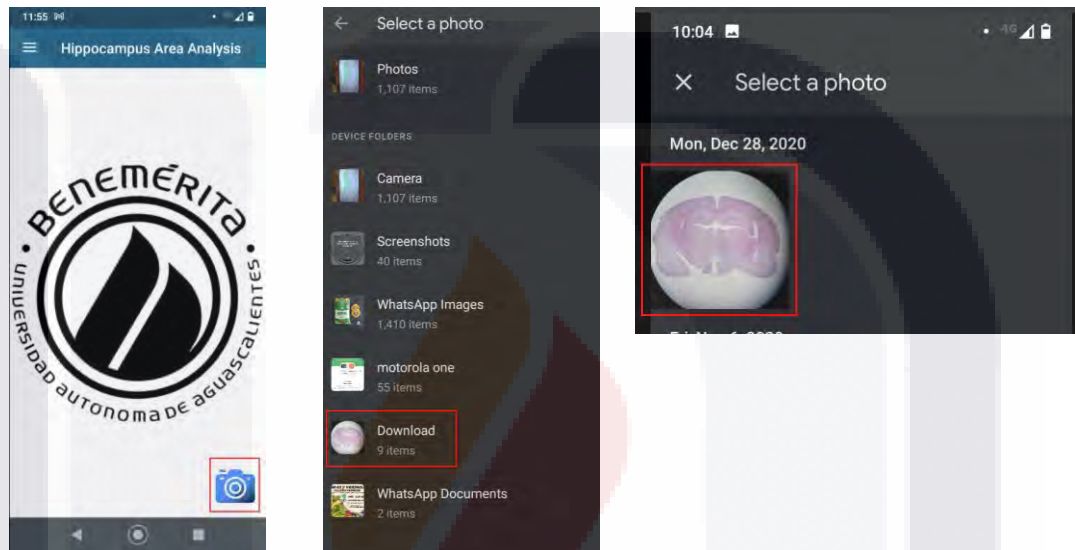 11:55
Hippocampus Area Analysis
BENEMÉRITA
UNIVERSIDAD AUTONOMA DE AGUASCALIENTES
Select a photo
Photos
1,107 items
DEVICE FOLDERS
Camera
1,107 items
Screenshots
40 items
WhatsApp Images
1,410 items
motorola one
55 items
Download
9 items
WhatsApp Documents
2 items
10:04
4G
Select a photo
Mon, Dec 28, 2020